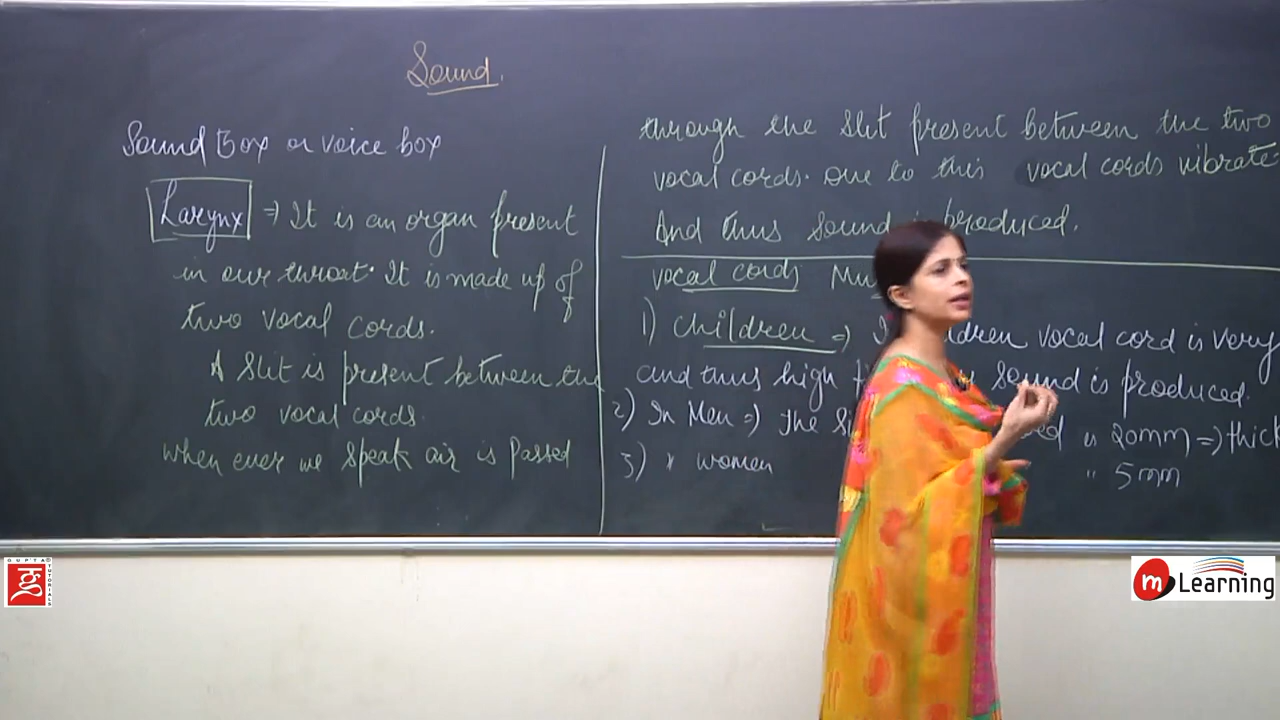 Sound.
Sound Box or voice box
Larynx ⇒ It is an organ present
in our throat. It is made up of
two vocal cords.
A slit is present between the
two vocal cords.
when ever we speak air is passed
through the slit present between the two
vocal cords. Due to this vocal cords vibrate
And thus sound produced.
vocal cords
1) Children ⇒ vocal cord is very
and thus high sound is produced.
2) In Men ⇒ The is 20mm ⇒ thick
3) " women " 5mm
GUPTA TUTORIALS
m Learning